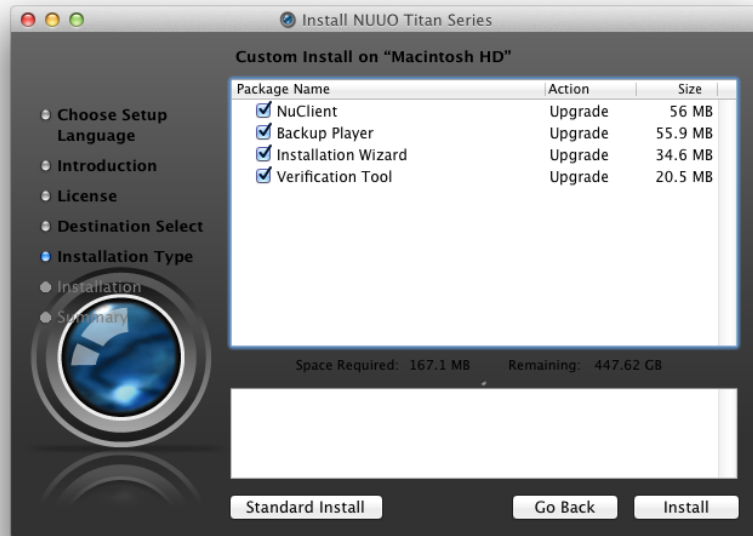 Install NUUO Titan Series
Custom Install on “Macintosh HD”
Choose Setup
Language
Introduction
License
Destination Select
Installation Type
Installation
Summary
Package Name Action Size
NuClient Upgrade 56 MB
Backup Player Upgrade 55.9 MB
Installation Wizard Upgrade 34.6 MB
Verification Tool Upgrade 20.5 MB
Space Required: 167.1 MB Remaining: 447.62 GB
Standard Install Go Back Install